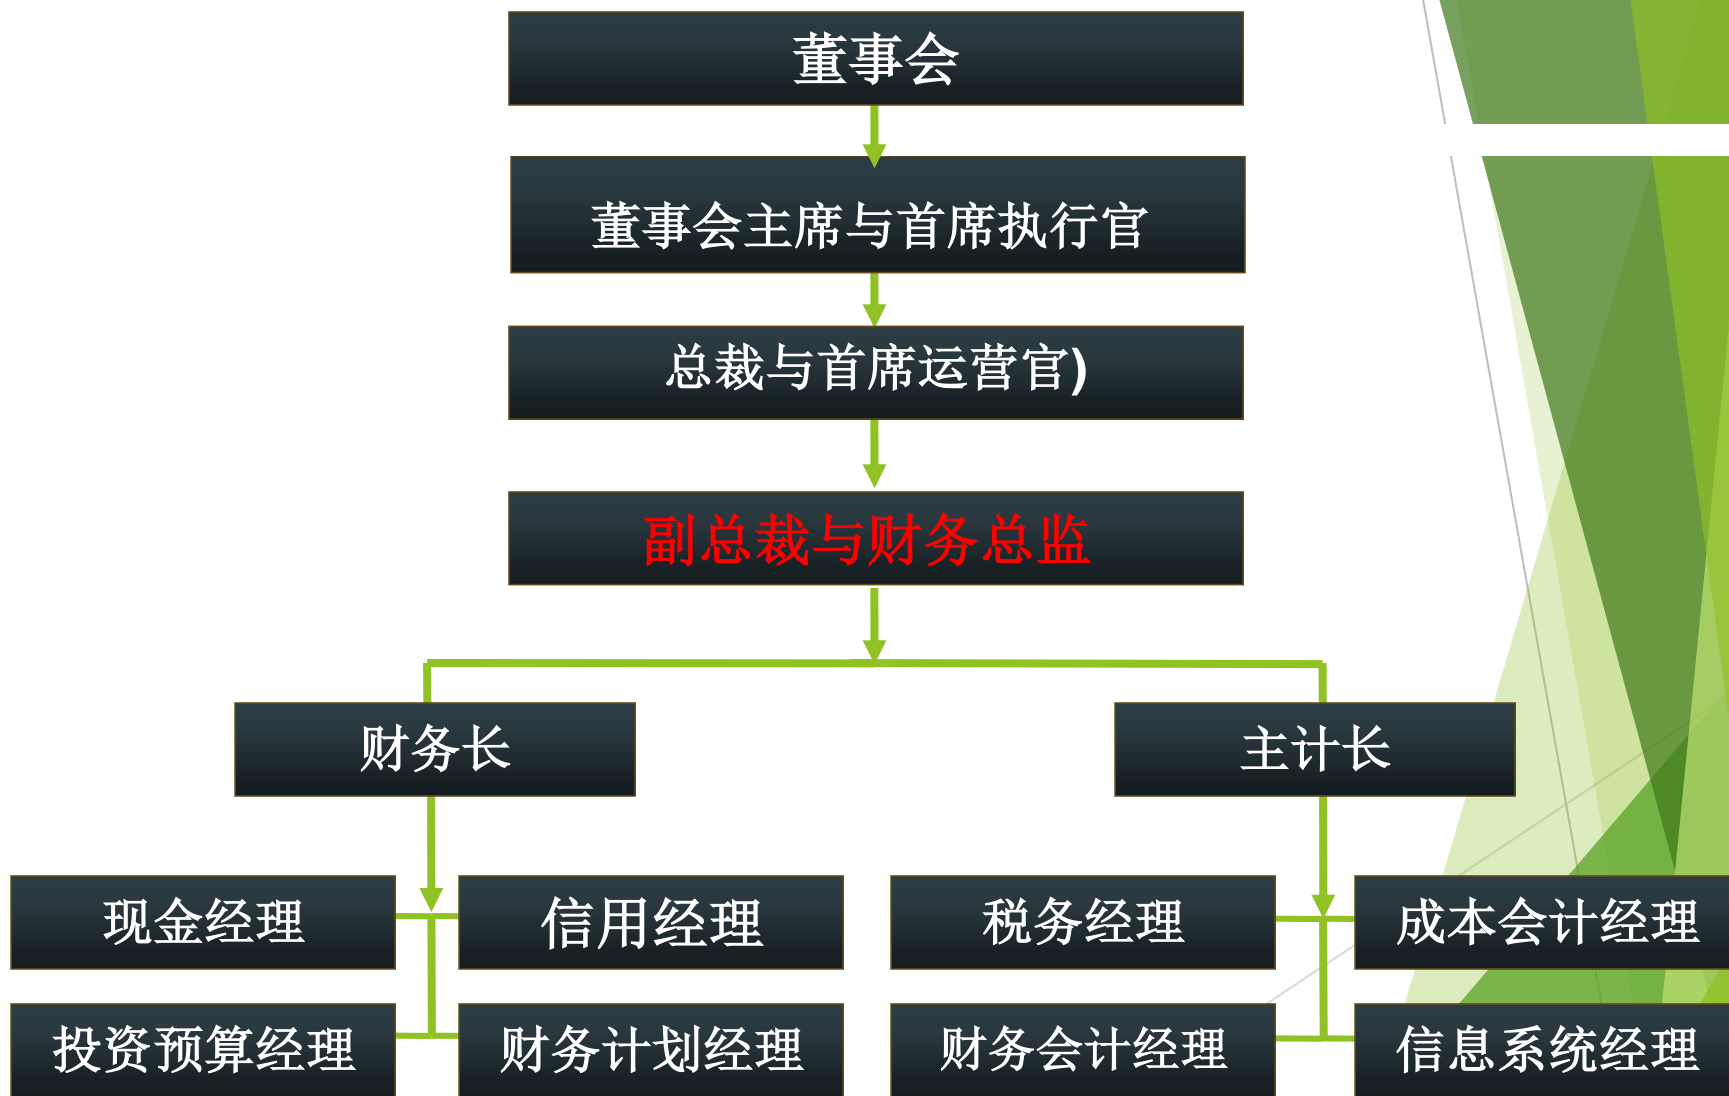 董事会
董事会主席与首席执行官
总裁与首席运营官)
副总裁与财务总监
财务长
主计长
现金经理
信用经理
税务经理
成本会计经理
投资预算经理
财务计划经理
财务会计经理
信息系统经理